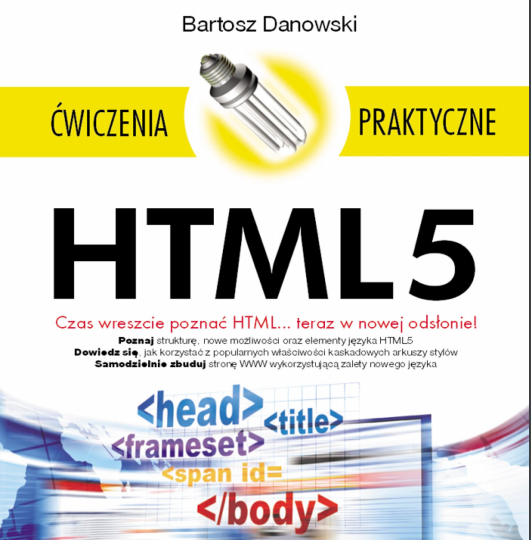 Bartosz Danowski
ĆWICZENIA PRAKTYCZNE
HTML5
Czas wreszcie poznać HTML... teraz w nowej odsłonie!
Poznaj strukturę, nowe możliwości oraz elementy języka HTML5
Dowiedz się, jak korzystać z popularnych właściwości kaskadowych arkuszy stylów
Samodzielnie zbuduj stronę WWW wykorzystującą zalety nowego języka
<head>
<title>
<frameset>
<span id=
</body>